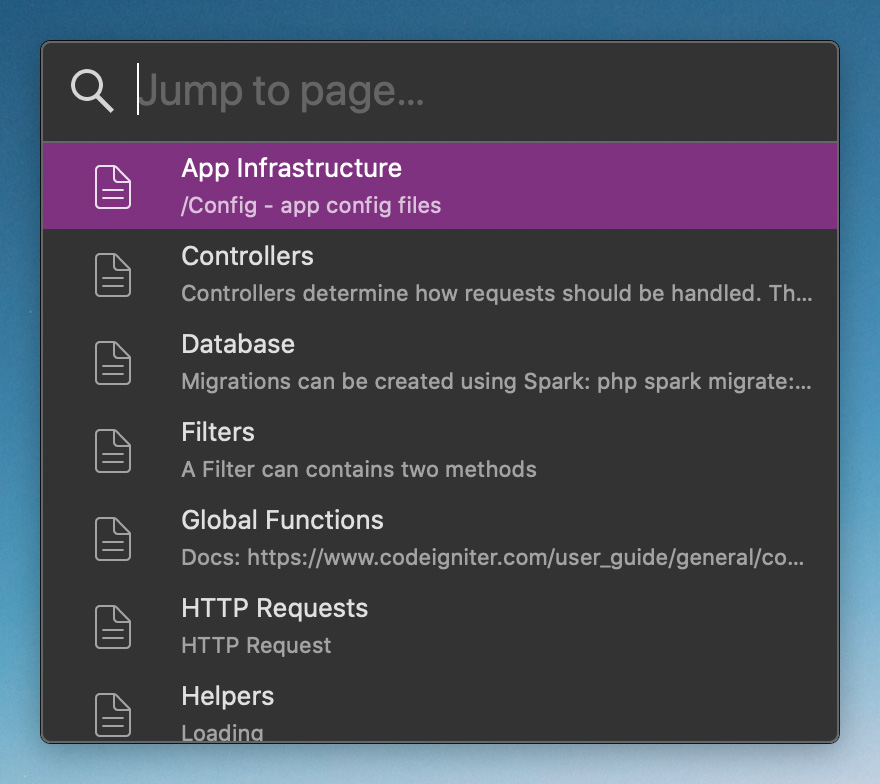 Jump to page...
App Infrastructure
/Config - app config files
Controllers
Controllers determine how requests should be handled. Th...
Database
Migrations can be created using Spark: php spark migrate:...
Filters
A Filter can contains two methods
Global Functions
Docs: https://www.codeigniter.com/user_guide/general/co...
HTTP Requests
HTTP Request
Helpers
Loading